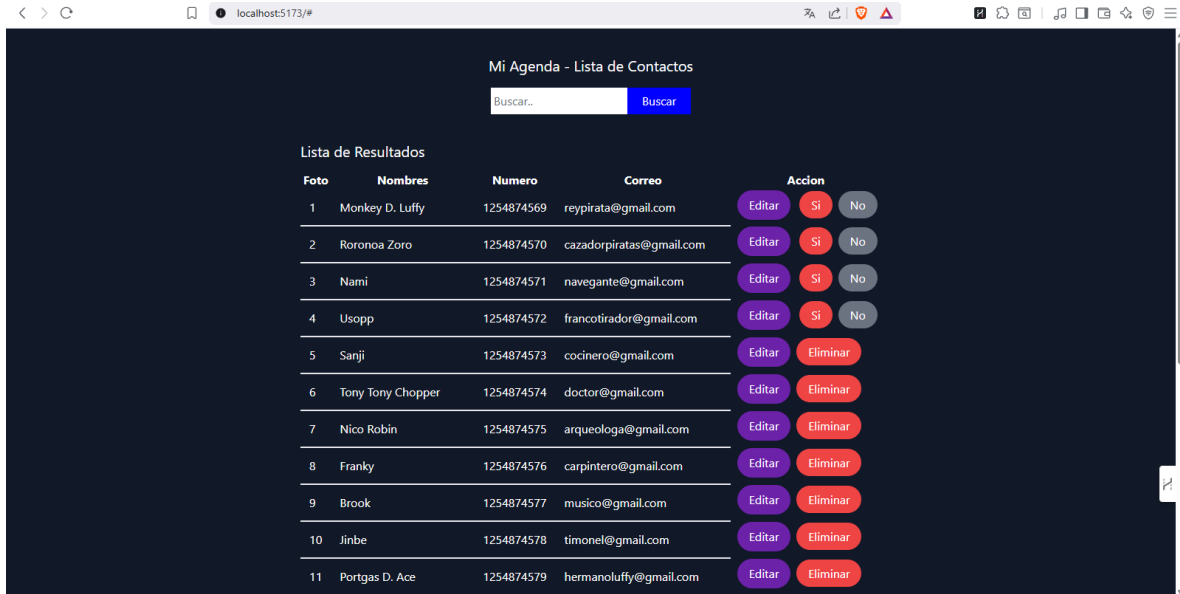 localhost:5173/#
Mi Agenda - Lista de Contactos
Buscar.. Buscar
Lista de Resultados
Foto Nombres Numero Correo Accion
1 Monkey D. Luffy 1254874569 reypirata@gmail.com Editar Si No
2 Roronoa Zoro 1254874570 cazadorpiratas@gmail.com Editar Si No
3 Nami 1254874571 navegante@gmail.com Editar Si No
4 Usopp 1254874572 francotirador@gmail.com Editar Si No
5 Sanji 1254874573 cocinero@gmail.com Editar Eliminar
6 Tony Tony Chopper 1254874574 doctor@gmail.com Editar Eliminar
7 Nico Robin 1254874575 arqueologa@gmail.com Editar Eliminar
8 Franky 1254874576 carpintero@gmail.com Editar Eliminar
9 Brook 1254874577 musico@gmail.com Editar Eliminar
10 Jinbe 1254874578 timonel@gmail.com Editar Eliminar
11 Portgas D. Ace 1254874579 hermanoluffy@gmail.com Editar Eliminar